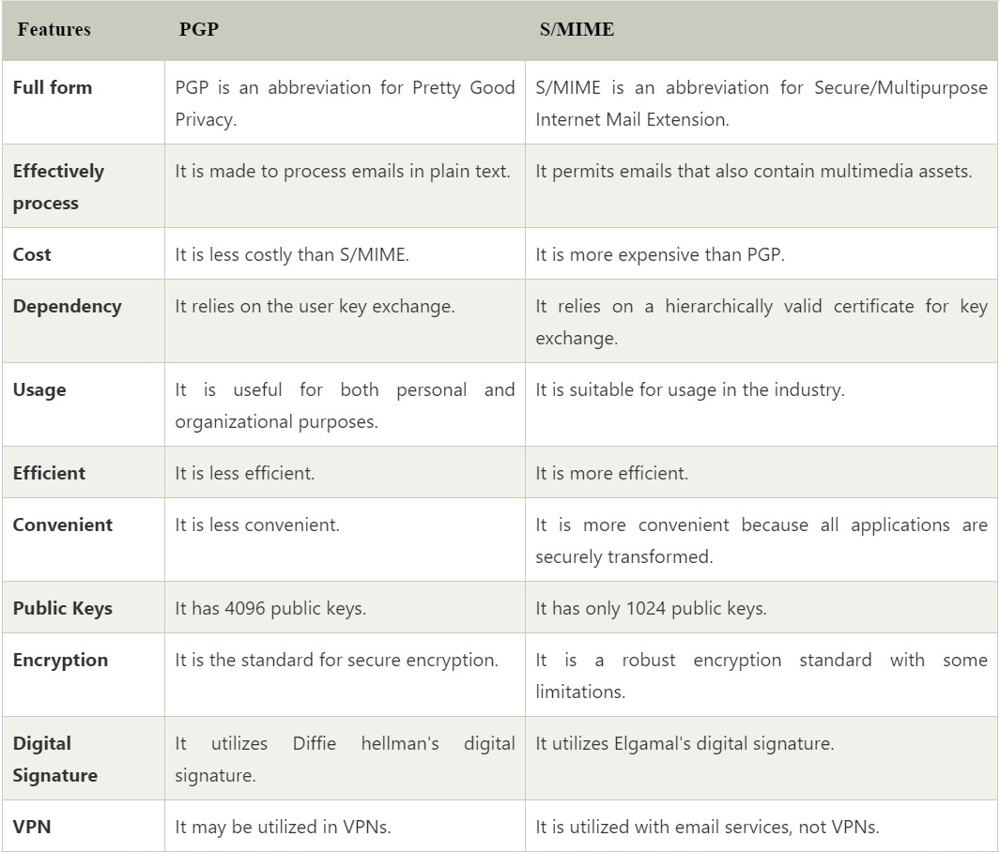 Features PGP S/MIME
Full form PGP is an abbreviation for Pretty Good S/MIME is an abbreviation for Secure/Multipurpose
Privacy. Internet Mail Extension.
Effectively It is made to process emails in plain text. It permits emails that also contain multimedia assets.
process
Cost It is less costly than S/MIME. It is more expensive than PGP.
Dependency It relies on the user key exchange. It relies on a hierarchically valid certificate for key
exchange.
Usage It is useful for both personal and It is suitable for usage in the industry.
organizational purposes.
Efficient It is less efficient. It is more efficient.
Convenient It is less convenient. It is more convenient because all applications are
securely transformed.
Public Keys It has 4096 public keys. It has only 1024 public keys.
Encryption It is the standard for secure encryption. It is a robust encryption standard with some
limitations.
Digital It utilizes Diffie hellman's digital It utilizes Elgamal's digital signature.
Signature signature.
VPN It may be utilized in VPNs. It is utilized with email services, not VPNs.